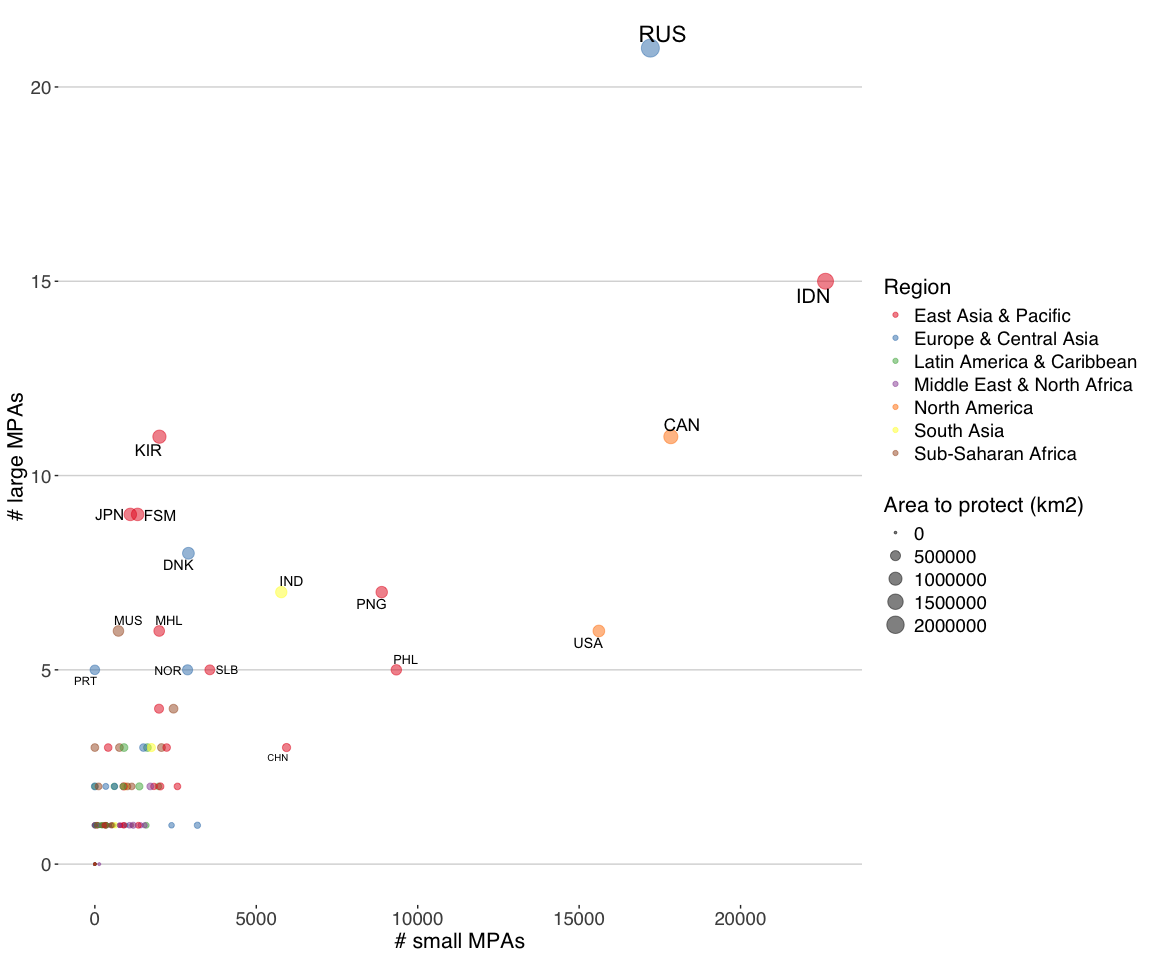 RUS
20
15
IDN
Region
East Asia & Pacific
Europe & Central Asia
Latin America & Caribbean
Middle East & North Africa
North America
South Asia
Sub-Saharan Africa
# large MPAs
CAN
KIR
10
JPN
FSM
Area to protect (km2)
0
500000
1000000
1500000
2000000
DNK
IND
PNG
MUS
MHL
USA
PHL
5
NOR
SLB
PRT
CHN
0
0
5000
10000
15000
20000
# small MPAs